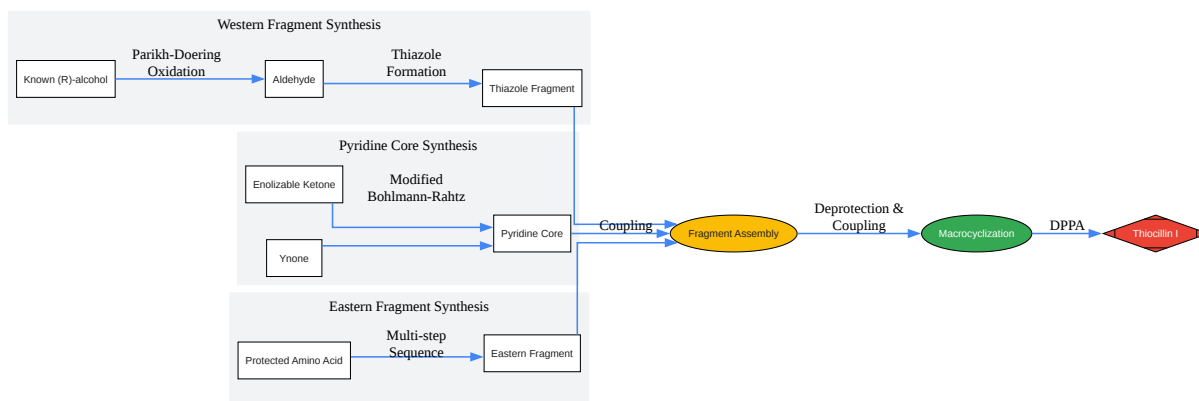 Western Fragment Synthesis
Known (R)-alcohol
Parikh-Doering
Oxidation
Aldehyde
Thiazole
Formation
Thiazole Fragment
Pyridine Core Synthesis
Enolizable Ketone
Modified
Bohlmann-Rahtz
Ynone
Pyridine Core
Eastern Fragment Synthesis
Protected Amino Acid
Multi-step
Sequence
Eastern Fragment
Coupling
Fragment Assembly
Deprotection &
Coupling
Macrocyclization
DPPA
Thiocillin I